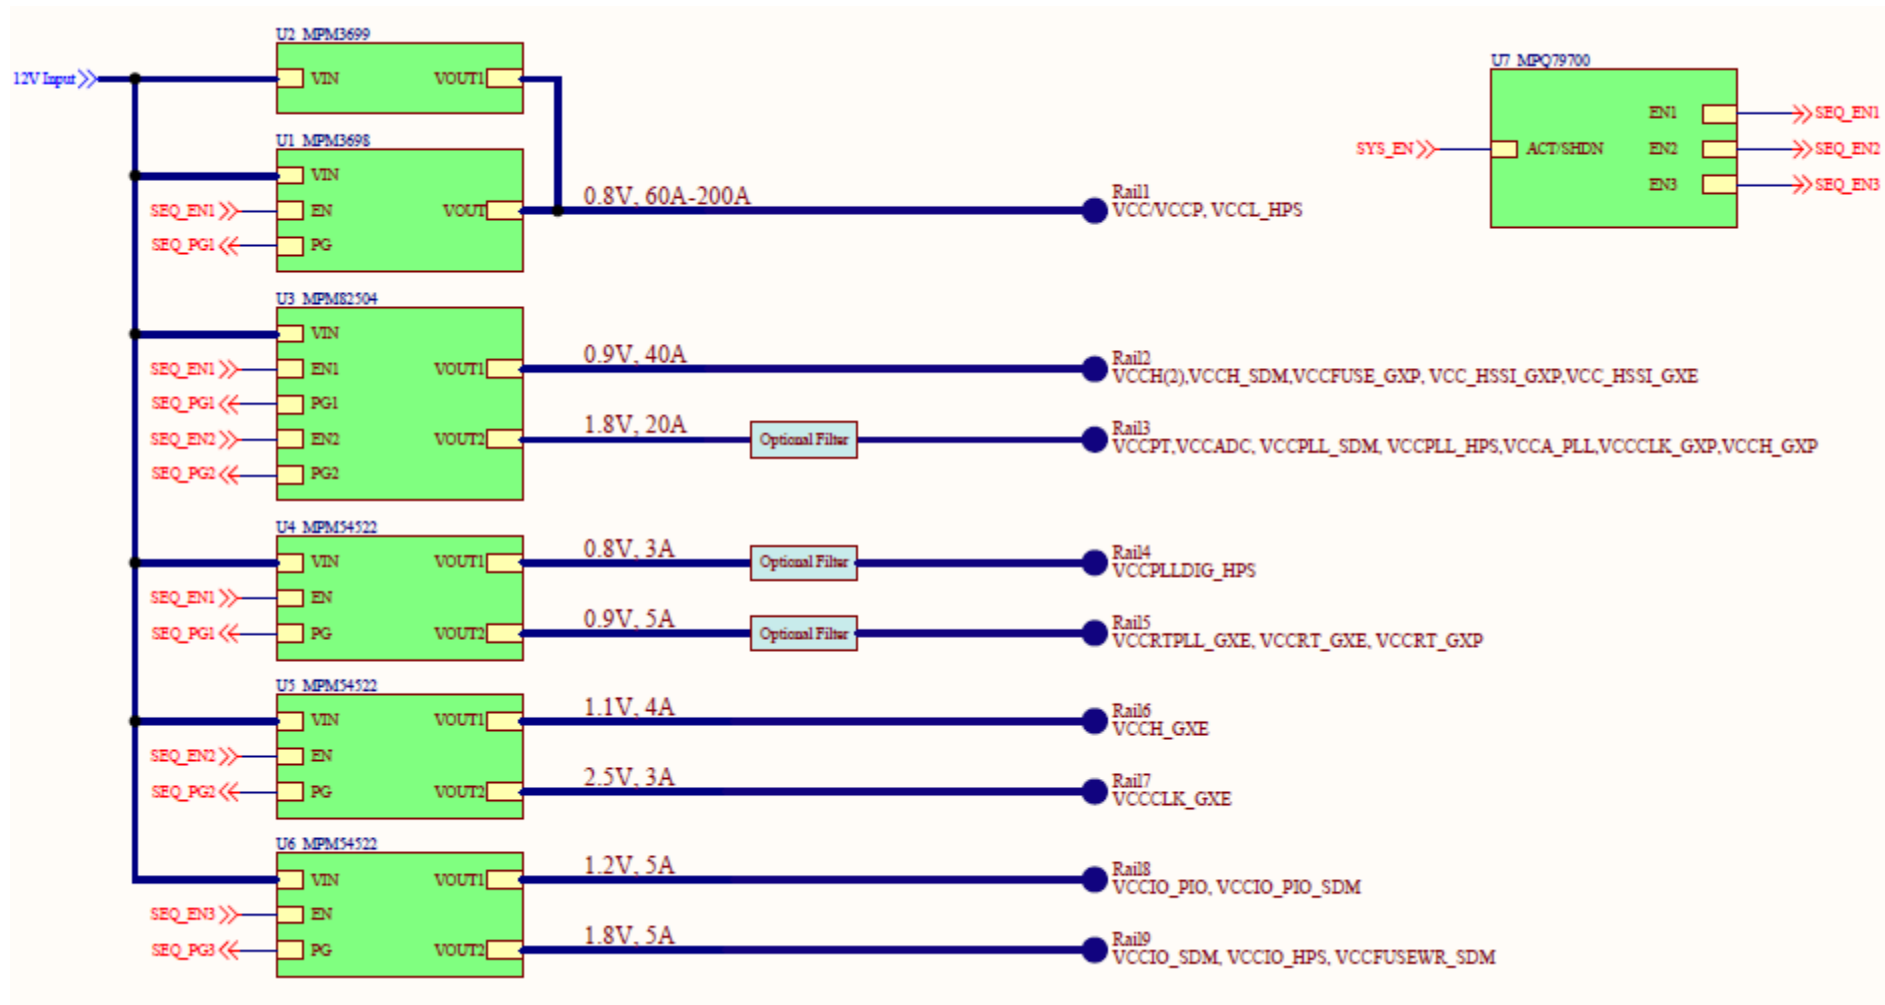 U2 MPM3699
12V Input
VIN
VOUT1
U1 MPM3698
VIN
SEQ_EN1
EN
VOUT
SEQ_PG1
PG
0.8V, 60A-200A
Rail1
VCC/VCCP, VCCL_HPS
U7 MPQ79700
SYS_EN
ACT/SHDN
EN1
SEQ_EN1
EN2
SEQ_EN2
EN3
SEQ_EN3
U3 MPM82504
VIN
SEQ_EN1
EN1
VOUT1
SEQ_PG1
PG1
SEQ_EN2
EN2
VOUT2
SEQ_PG2
PG2
0.9V, 40A
Rail2
VCCH(2),VCCH_SDM,VCCFUSE_GXP, VCC_HSSI_GXP,VCC_HSSI_GXE
1.8V, 20A
Optional Filter
Rail3
VCCPT,VCCADC, VCCPLL_SDM, VCCPLL_HPS,VCCA_PLL,VCCCLK_GXP,VCCH_GXP
U4 MPM54522
VIN
VOUT1
SEQ_EN1
EN
SEQ_PG1
PG
VOUT2
0.8V, 3A
Optional Filter
Rail4
VCCPLLDIG_HPS
0.9V, 5A
Optional Filter
Rail5
VCCRTPLL_GXE, VCCRT_GXE, VCCRT_GXP
U5 MPM54522
VIN
VOUT1
SEQ_EN2
EN
SEQ_PG2
PG
VOUT2
1.1V, 4A
Rail6
VCCH_GXE
2.5V, 3A
Rail7
VCCCLK_GXE
U6 MPM54522
VIN
VOUT1
SEQ_EN3
EN
SEQ_PG3
PG
VOUT2
1.2V, 5A
Rail8
VCCIO_PIO, VCCIO_PIO_SDM
1.8V, 5A
Rail9
VCCIO_SDM, VCCIO_HPS, VCCFUSEWR_SDM